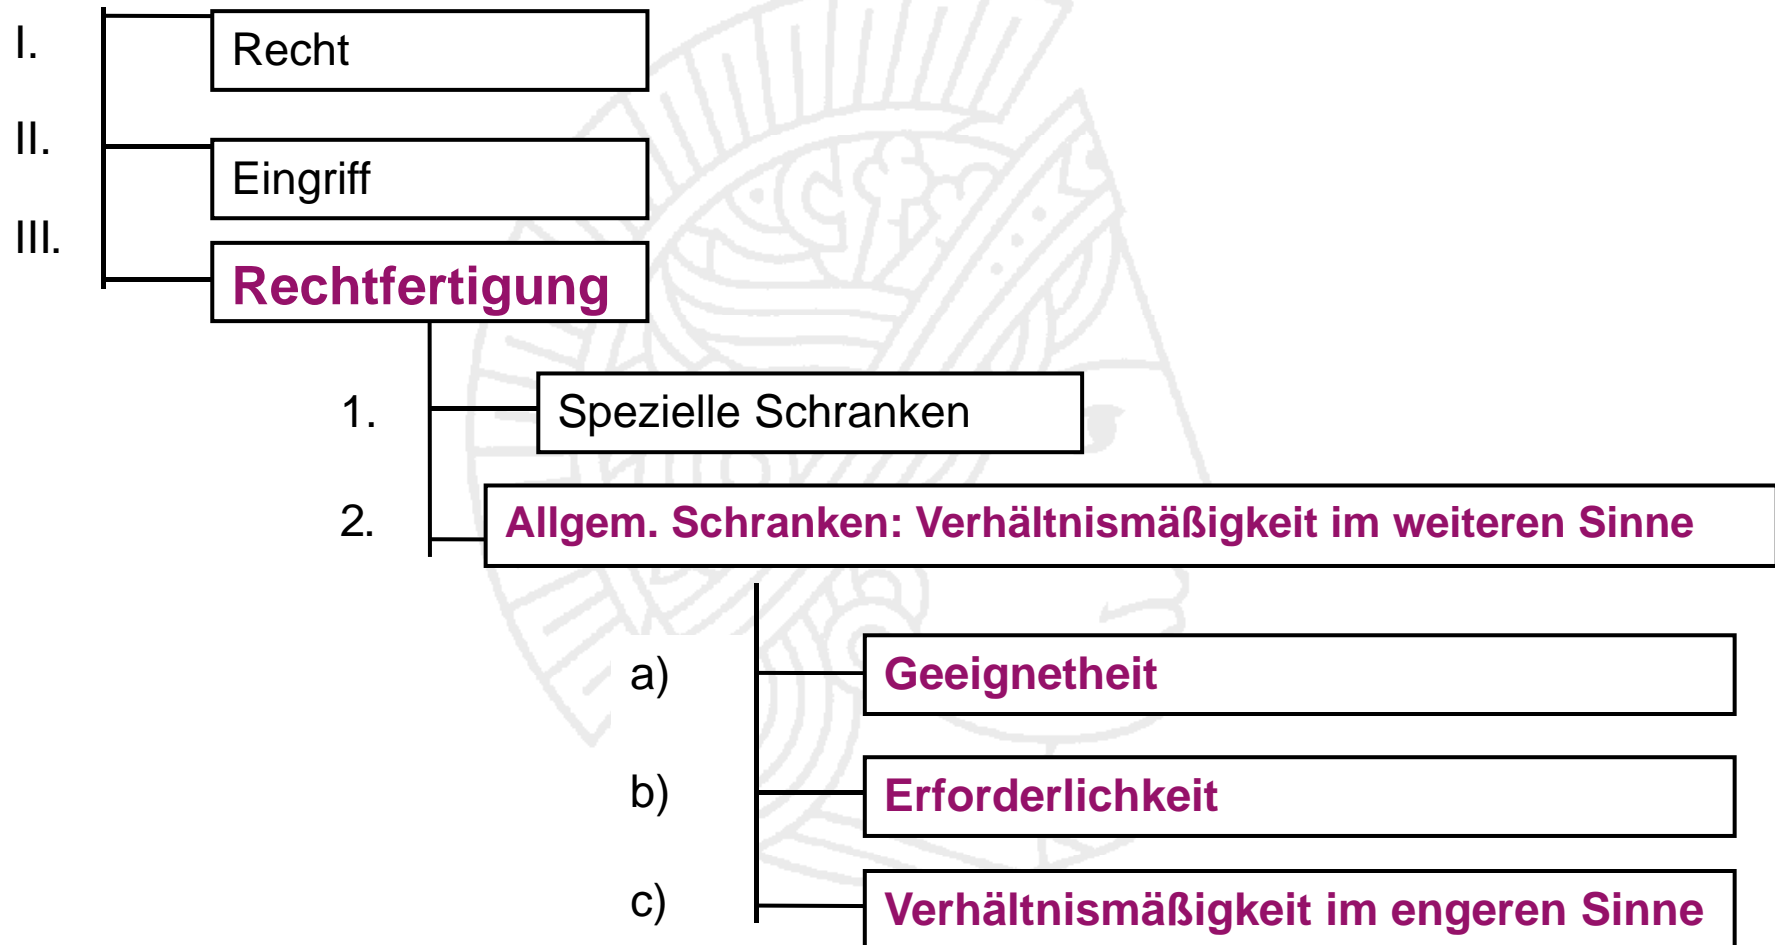 I. Recht
II. Eingriff
III. Rechtfertigung
1. Spezielle Schranken
2. Allgem. Schranken: Verhältnismäßigkeit im weiteren Sinne
a) Geeignetheit
b) Erforderlichkeit
c) Verhältnismäßigkeit im engeren Sinne